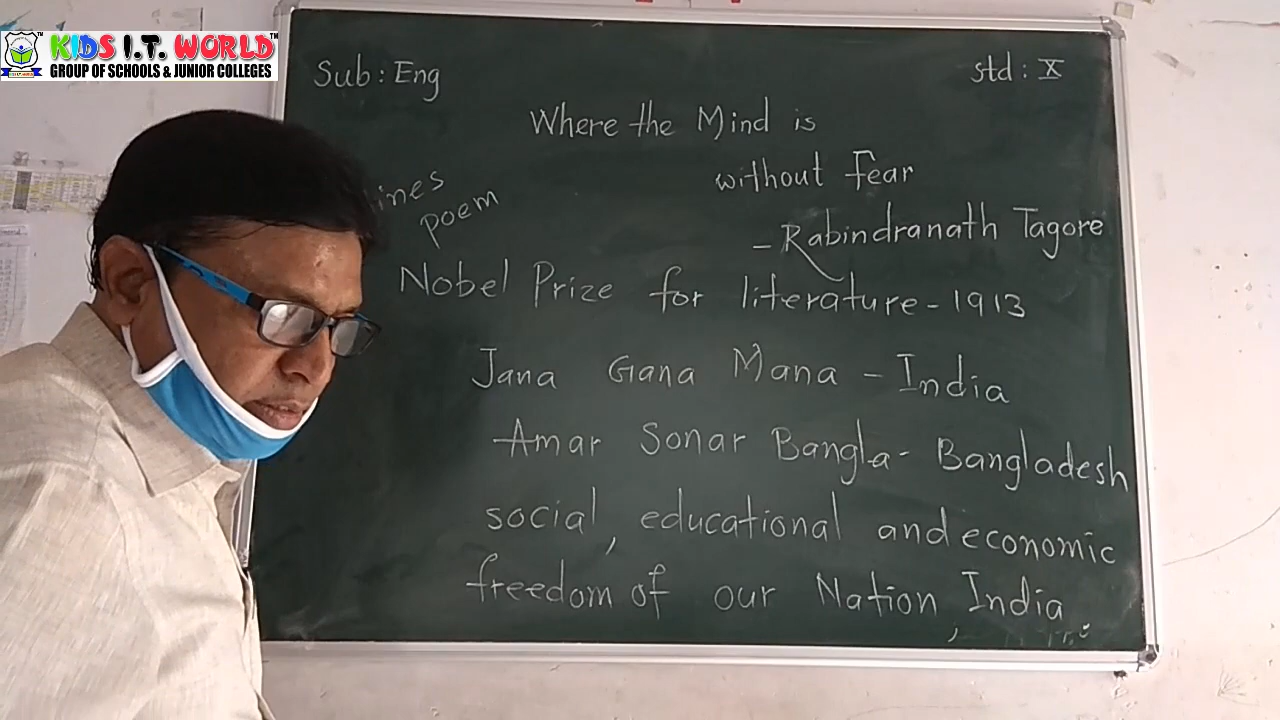 KIDS I.T. WORLD
GROUP OF SCHOOLS & JUNIOR COLLEGES
Sub : Eng
std : X
Where the Mind is
without Fear
- Rabindranath Tagore
poem
Nobel Prize for literature - 1913
Jana Gana Mana - India
Amar Sonar Bangla - Bangladesh
social, educational and economic
freedom of our Nation, India